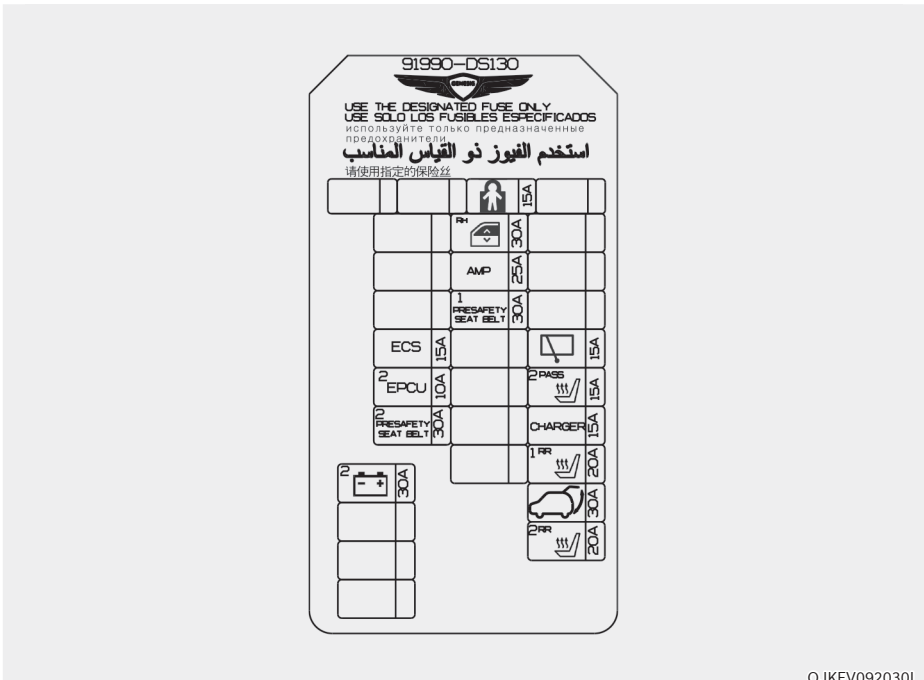 91990-DS130
GENESIS
USE THE DESIGNATED FUSE ONLY
USE SOLO LOS FUSIBLES ESPECIFICADOS
используйте только предназначенные
предохранители
استخدم الفيوز ذو القياس المناسب
请使用指定的保险丝
15A
RH 30A
AMP 25A
1 PRESAFETY SEAT BELT 30A
ECS 15A
15A
2 EPCU 10A
2 PASS 15A
2 PRESAFETY SEAT BELT 30A
CHARGER 15A
1 RR 20A
2 - + 30A
30A
2 RR 20A